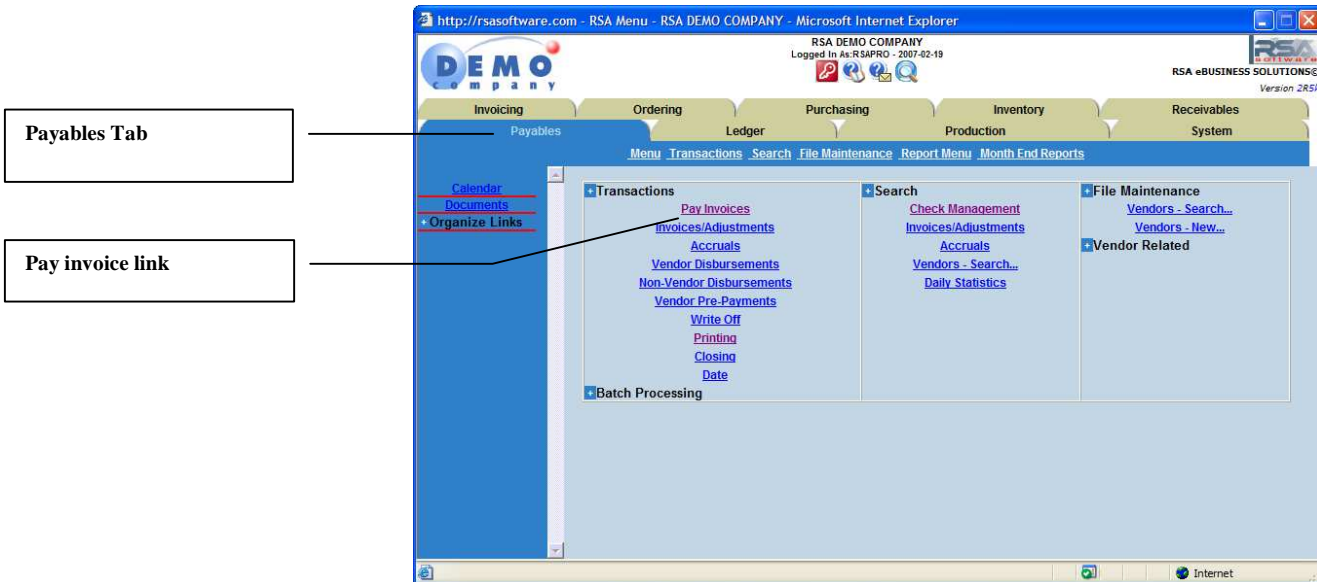 http://rsasoftware.com - RSA Menu - RSA DEMO COMPANY - Microsoft Internet Explorer
DEMO
company
RSA DEMO COMPANY
Logged In As:RSAPRO - 2007-02-19
RSA
software
RSA eBUSINESS SOLUTIONS©
Version
Invoicing Ordering Purchasing Inventory Receivables
Payables Ledger Production System
Menu Transactions Search File Maintenance Report Menu Month End Reports
Payables Tab
Pay invoice link
Calendar
Documents
Organize Links
Transactions
Pay Invoices
Invoices/Adjustments
Accruals
Vendor Disbursements
Non-Vendor Disbursements
Vendor Pre-Payments
Write Off
Printing
Closing
Date
Batch Processing
Search
Check Management
Invoices/Adjustments
Accruals
Vendors - Search...
Daily Statistics
File Maintenance
Vendors - Search...
Vendors - New...
Vendor Related
Internet